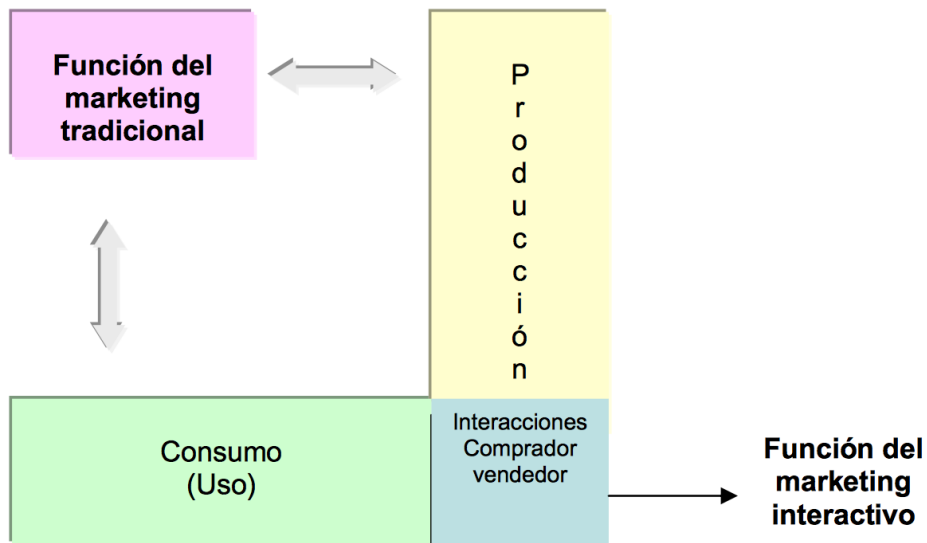 Función del
marketing
tradicional
P
r
o
d
u
c
c
i
ó
n
Consumo
(Uso)
Interacciones
Comprador
vendedor
Función del
marketing
interactivo